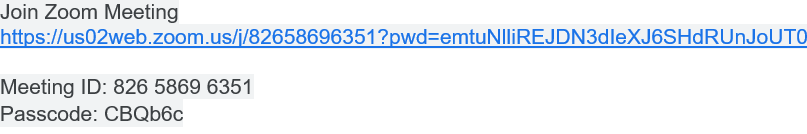 Join Zoom Meeting
https://us02web.zoom.us/j/82658696351?pwd=emtuNlliREJDN3dIeXJ6SHdRUnJoUT0
Meeting ID: 826 5869 6351
Passcode: CBQb6c